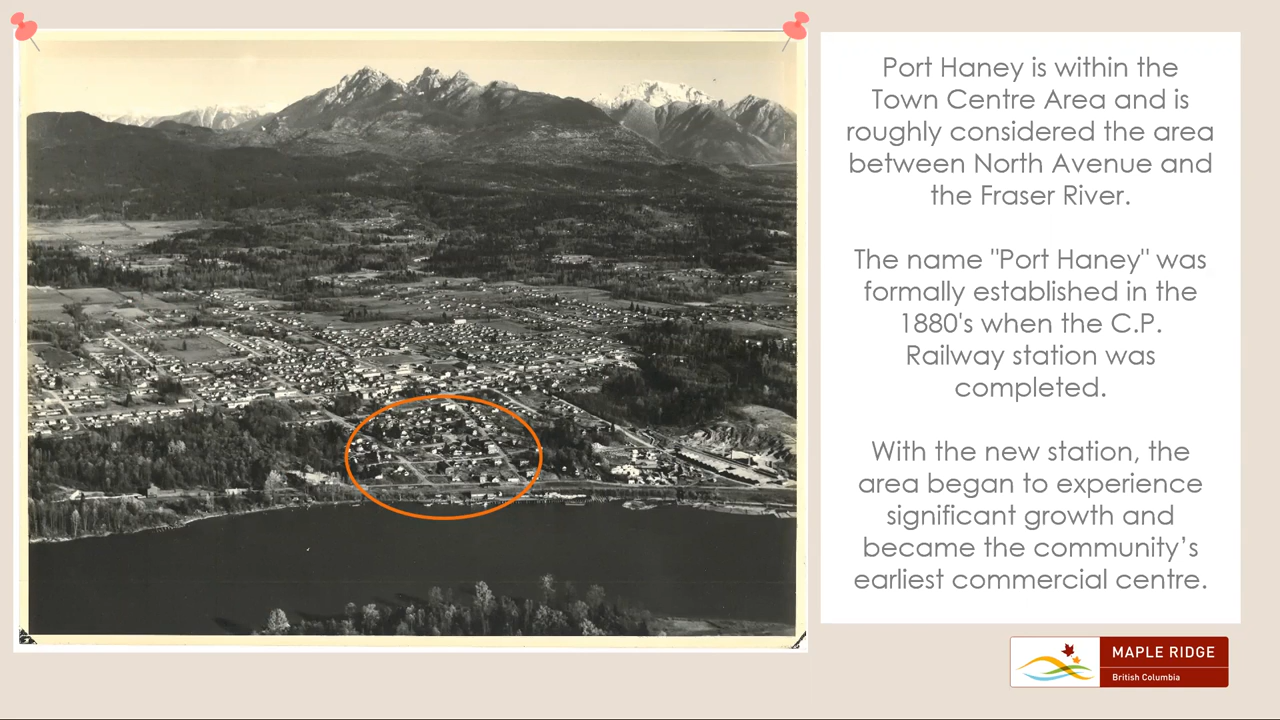 Port Haney is within the
Town Centre Area and is
roughly considered the area
between North Avenue and
the Fraser River.
The name "Port Haney" was
formally established in the
1880's when the C.P.
Railway station was
completed.
With the new station, the
area began to experience
significant growth and
became the community’s
earliest commercial centre.
MAPLE RIDGE
British Columbia